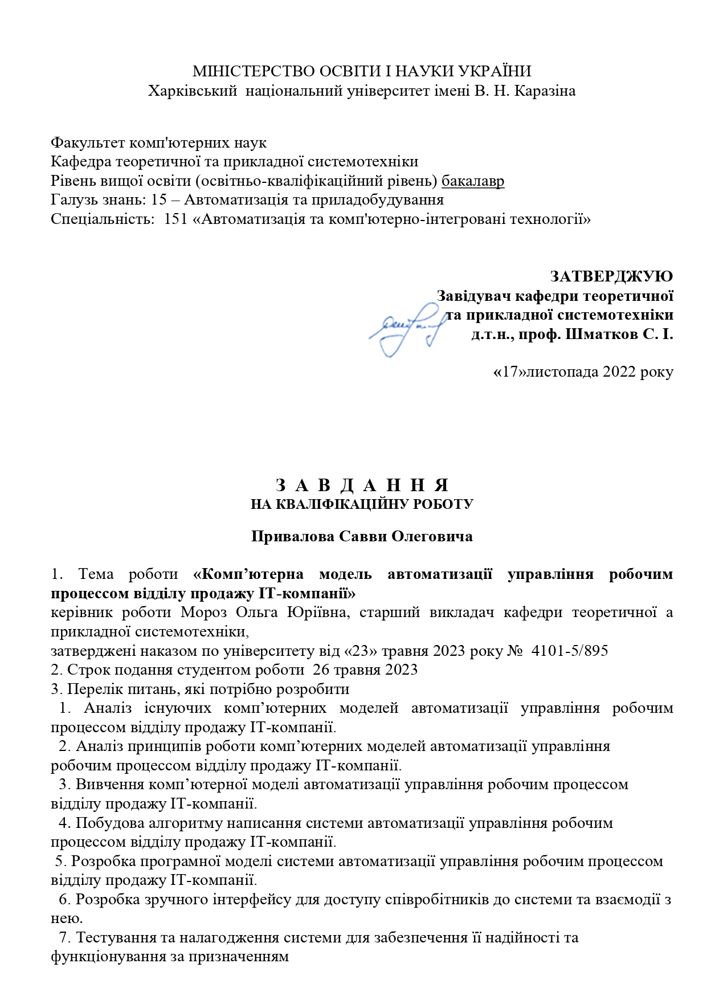 МІНІСТЕРСТВО ОСВІТИ І НАУКИ УКРАЇНИ
Харківський національний університет імені В. Н. Каразіна
Факультет комп'ютерних наук
Кафедра теоретичної та прикладної системотехніки
Рівень вищої освіти (освітньо-кваліфікаційний рівень) бакалавр
Галузь знань: 15 – Автоматизація та приладобудування
Спеціальність: 151 «Автоматизація та комп'ютерно-інтегровані технології»
ЗАТВЕРДЖУЮ
Завідувач кафедри теоретичної
та прикладної системотехніки
д.т.н., проф. Шматков С. І.
«17»листопада 2022 року
З А В Д А Н Н Я
НА КВАЛІФІКАЦІЙНУ РОБОТУ
Привалова Савви Олеговича
1. Тема роботи «Комп’ютерна модель автоматизації управління робочим
процессом відділу продажу ІТ-компанії»
керівник роботи Мороз Ольга Юріївна, старший викладач кафедри теоретичної а
прикладної системотехніки,
затверджені наказом по університету від «23» травня 2023 року № 4101-5/895
2. Строк подання студентом роботи 26 травня 2023
3. Перелік питань, які потрібно розробити
1. Аналіз існуючих комп’ютерних моделей автоматизації управління робочим
процессом відділу продажу ІТ-компанії.
2. Аналіз принципів роботи комп’ютерних моделей автоматизації управління
робочим процессом відділу продажу ІТ-компанії.
3. Вивчення комп’ютерної моделі автоматизації управління робочим процессом
відділу продажу ІТ-компанії.
4. Побудова алгоритму написання системи автоматизації управління робочим
процессом відділу продажу ІТ-компанії.
5. Розробка програмної моделі системи автоматизації управління робочим процессом
відділу продажу ІТ-компанії.
6. Розробка зручного інтерфейсу для доступу співробітників до системи та взаємодії з
нею.
7. Тестування та налагодження системи для забезпечення її надійності та
функціонування за призначенням